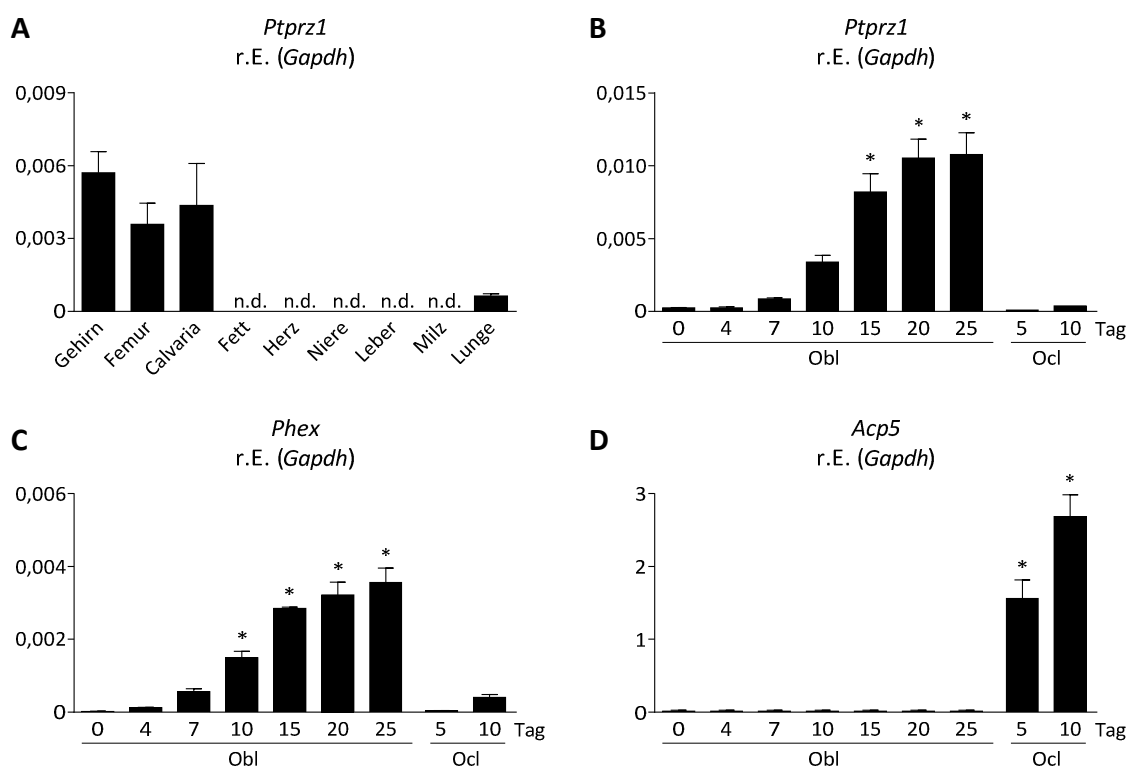 A
Ptprz1
r.E. (Gapdh)
0,009
0,006
0,003
0
n.d. n.d. n.d. n.d. n.d.
Gehirn Femur Calvaria Fett Herz Niere Leber Milz Lunge
B
Ptprz1
r.E. (Gapdh)
0,015
0,010
0,005
0
* * *
0 4 7 10 15 20 25 5 10 Tag
Obl Ocl
C
Phex
r.E. (Gapdh)
0,006
0,004
0,002
0
* * * *
0 4 7 10 15 20 25 5 10 Tag
Obl Ocl
D
Acp5
r.E. (Gapdh)
3
2
1
0
* *
0 4 7 10 15 20 25 5 10 Tag
Obl Ocl